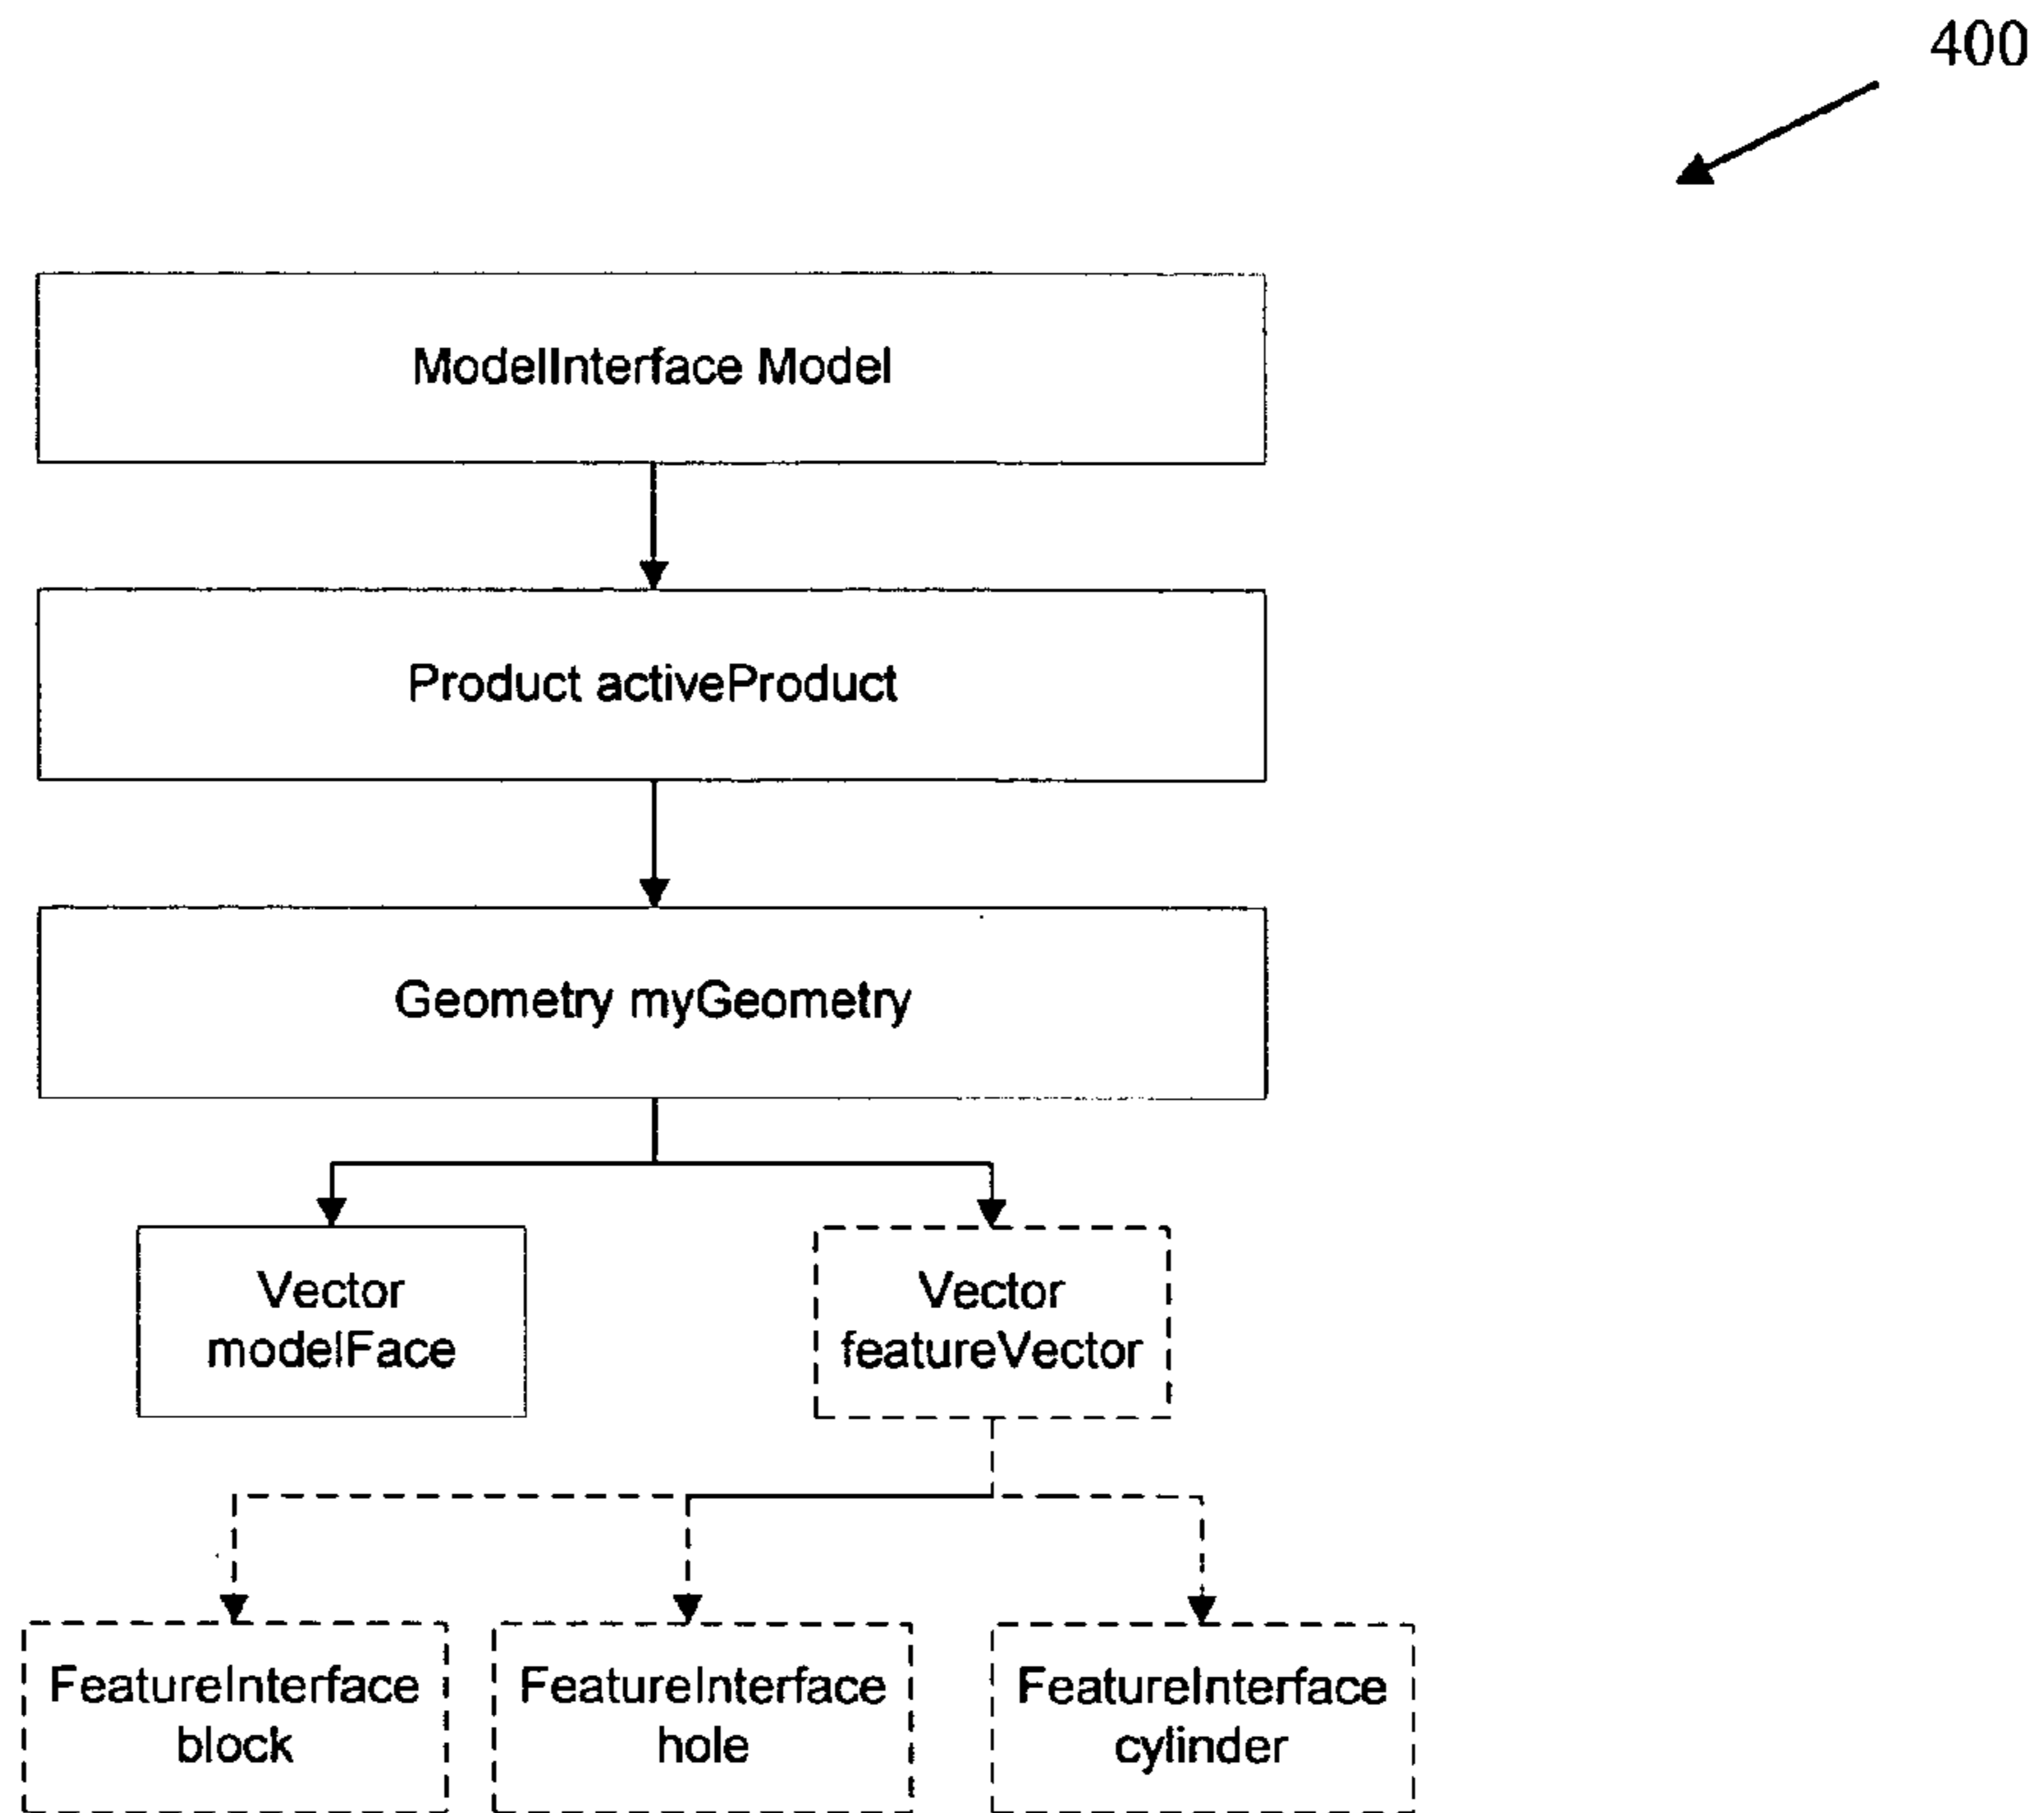 400
ModelInterface Model
Product activeProduct
Geometry myGeometry
Vector
modelFace
Vector
featureVector
FeatureInterface
block
FeatureInterface
hole
FeatureInterface
cylinder